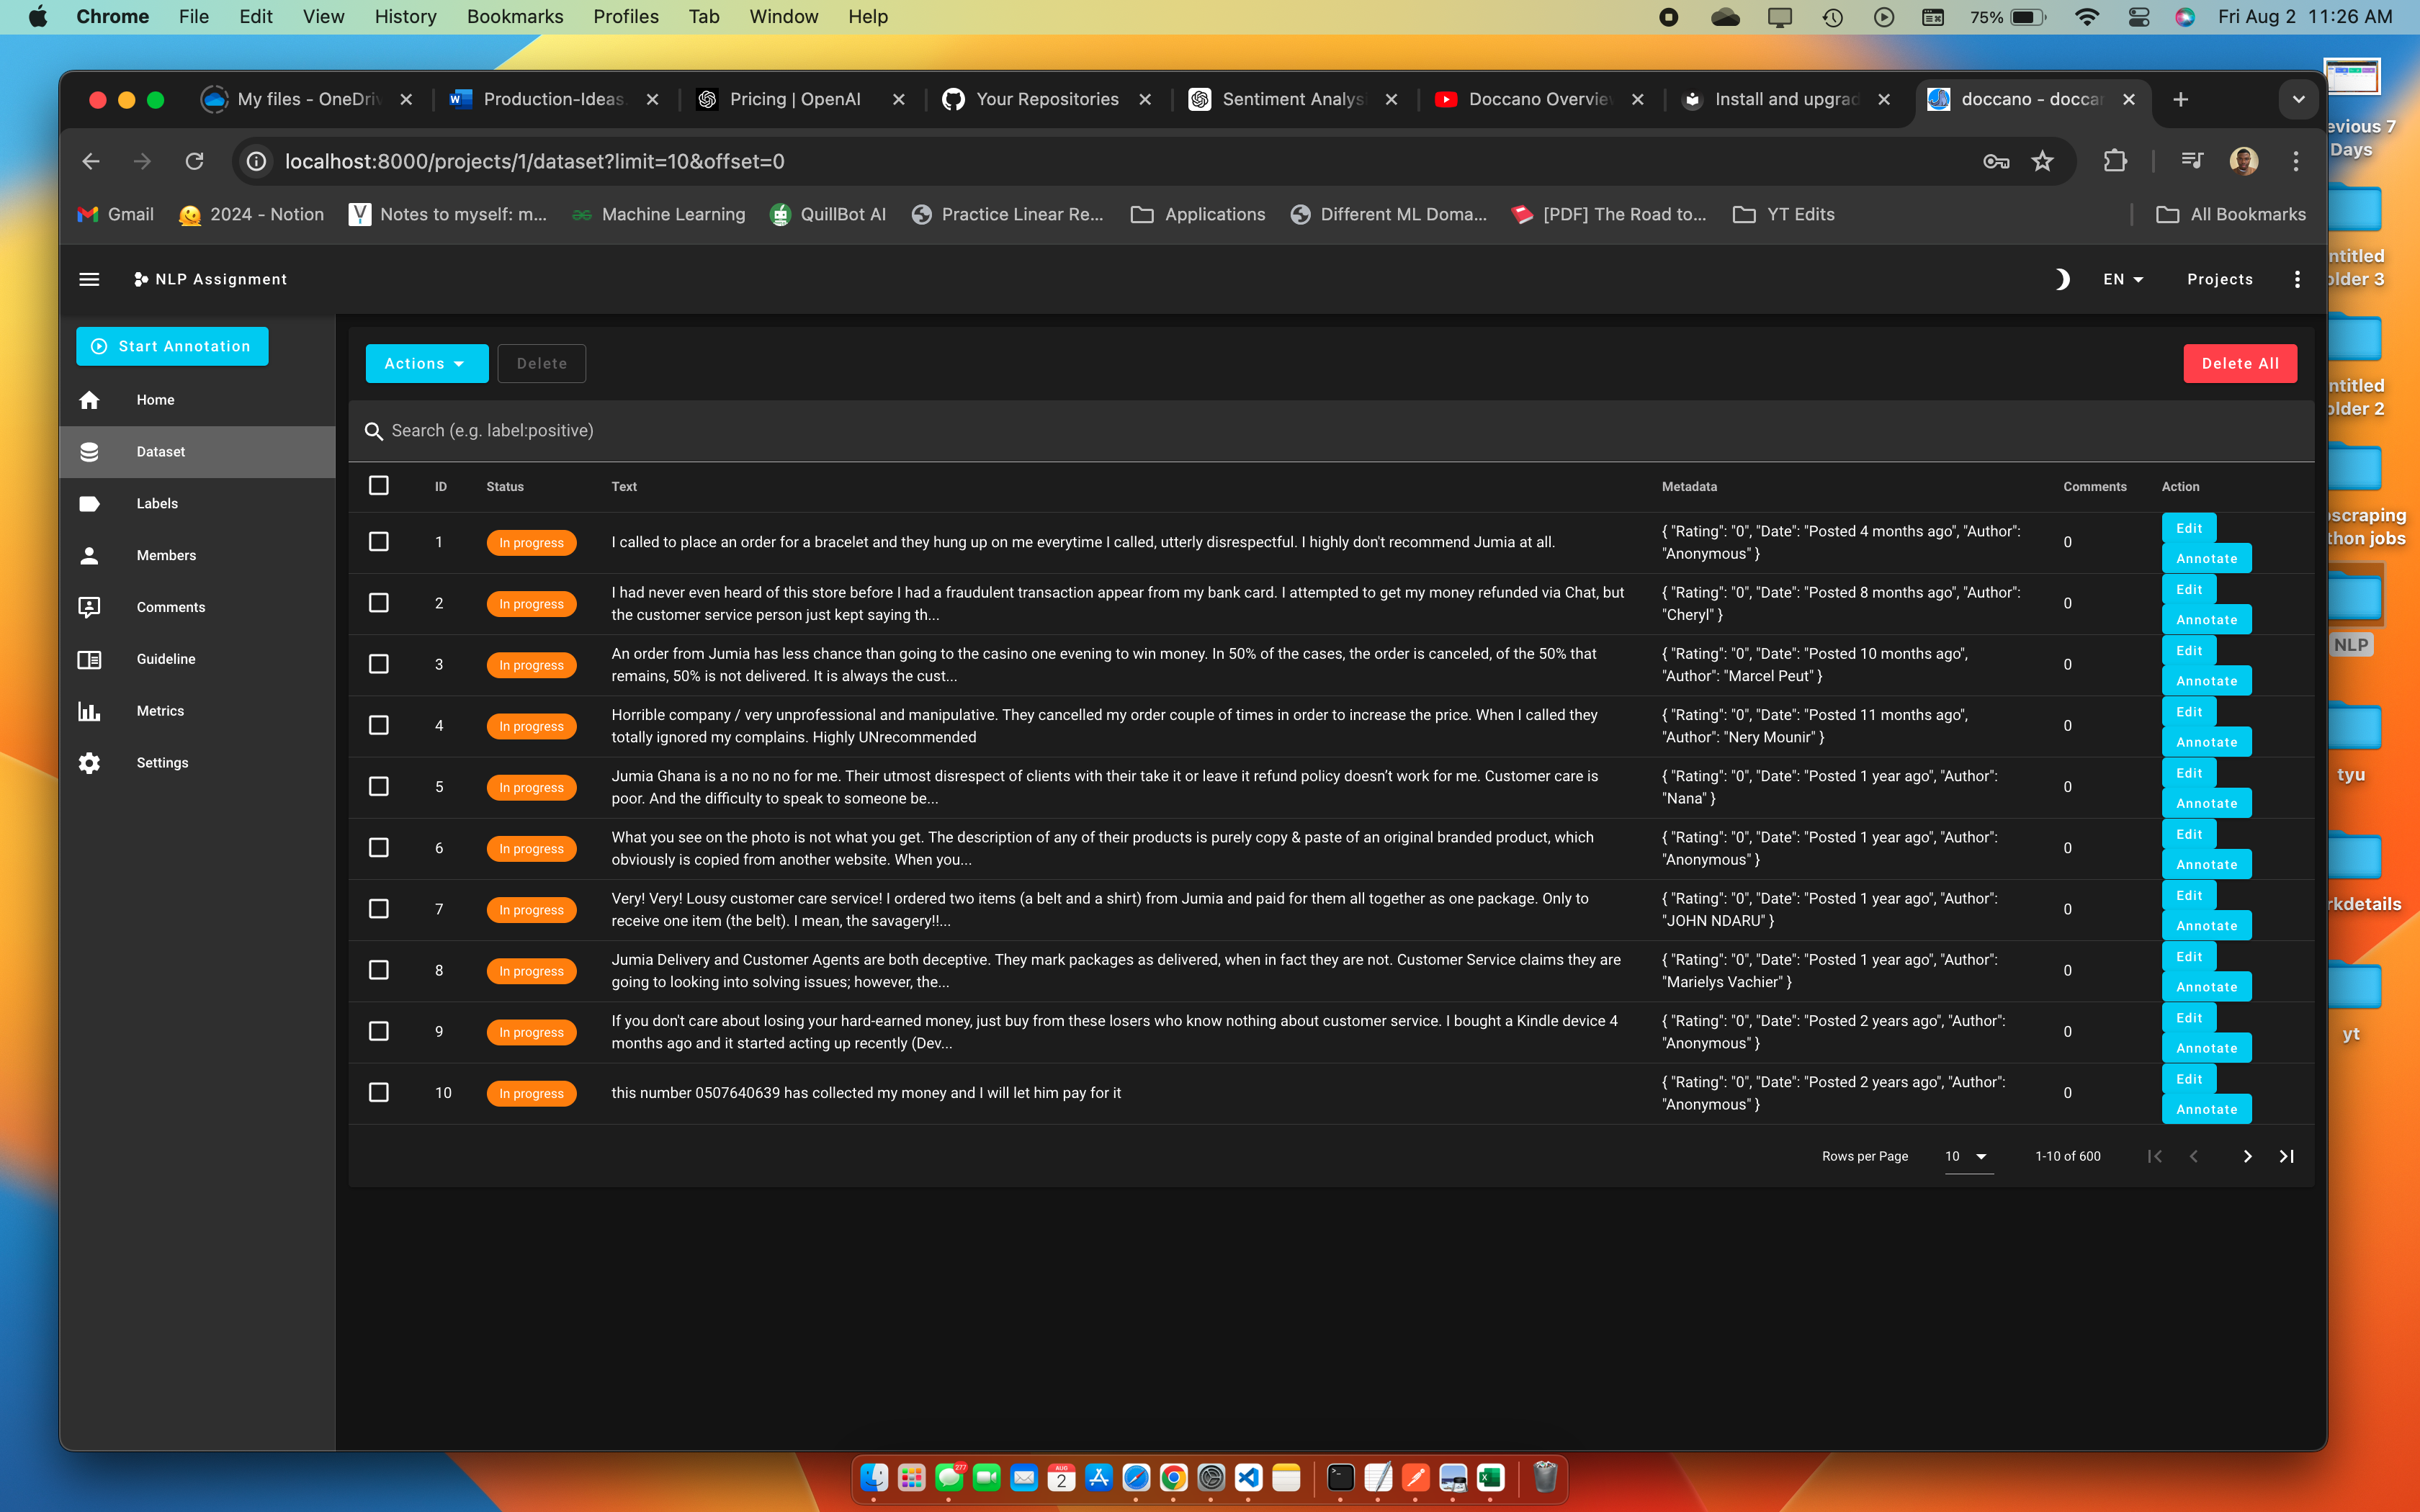 Chrome File Edit View History Bookmarks Profiles Tab Window Help 75% Fri Aug 2 11:26 AM
My files - OneDriv Production-Ideas Pricing | OpenAI Your Repositories Sentiment Analys Doccano Overview Install and upgrad doccano - doccan
localhost:8000/projects/1/dataset?limit=10&offset=0
Gmail 2024 - Notion Notes to myself: m... Machine Learning QuillBot AI Practice Linear Re... Applications Different ML Doma... [PDF] The Road to... YT Edits All Bookmarks
NLP Assignment EN Projects
Start Annotation
Home
Dataset
Labels
Members
Comments
Guideline
Metrics
Settings
Actions Delete Delete All
Search (e.g. label:positive)
ID Status Text Metadata Comments Action
1 In progress I called to place an order for a bracelet and they hung up on me everytime I called, utterly disrespectful. I highly don't recommend Jumia at all. { "Rating": "0", "Date": "Posted 4 months ago", "Author": 0 Edit
"Anonymous" } Annotate
2 In progress I had never even heard of this store before I had a fraudulent transaction appear from my bank card. I attempted to get my money refunded via Chat, but { "Rating": "0", "Date": "Posted 8 months ago", "Author": 0 Edit
the customer service person just kept saying th... "Cheryl" } Annotate
3 In progress An order from Jumia has less chance than going to the casino one evening to win money. In 50% of the cases, the order is canceled, of the 50% that { "Rating": "0", "Date": "Posted 10 months ago", 0 Edit
remains, 50% is not delivered. It is always the cust... "Author": "Marcel Peut" } Annotate
4 In progress Horrible company / very unprofessional and manipulative. They cancelled my order couple of times in order to increase the price. When I called they { "Rating": "0", "Date": "Posted 11 months ago", 0 Edit
totally ignored my complains. Highly UNrecommended "Author": "Nery Mounir" } Annotate
5 In progress Jumia Ghana is a no no no for me. Their utmost disrespect of clients with their take it or leave it refund policy doesn't work for me. Customer care is { "Rating": "0", "Date": "Posted 1 year ago", "Author": 0 Edit
poor. And the difficulty to speak to someone be... "Nana" } Annotate
6 In progress What you see on the photo is not what you get. The description of any of their products is purely copy & paste of an original branded product, which { "Rating": "0", "Date": "Posted 1 year ago", "Author": 0 Edit
obviously is copied from another website. When you... "Anonymous" } Annotate
7 In progress Very! Very! Lousy customer care service! I ordered two items (a belt and a shirt) from Jumia and paid for them all together as one package. Only to { "Rating": "0", "Date": "Posted 1 year ago", "Author": 0 Edit
receive one item (the belt). I mean, the savagery!!... "JOHN NDARU" } Annotate
8 In progress Jumia Delivery and Customer Agents are both deceptive. They mark packages as delivered, when in fact they are not. Customer Service claims they are { "Rating": "0", "Date": "Posted 1 year ago", "Author": 0 Edit
going to looking into solving issues; however, the... "Marielys Vachier" } Annotate
9 In progress If you don't care about losing your hard-earned money, just buy from these losers who know nothing about customer service. I bought a Kindle device 4 { "Rating": "0", "Date": "Posted 2 years ago", "Author": 0 Edit
months ago and it started acting up recently (Dev... "Anonymous" } Annotate
10 In progress this number 0507640639 has collected my money and I will let him pay for it { "Rating": "0", "Date": "Posted 2 years ago", "Author": 0 Edit
"Anonymous" } Annotate
Rows per Page 10 1-10 of 600
evious 7
Days
ntitled
older 3
ntitled
older 2
scraping
thon jobs
NLP
tyu
rkdetails
yt
277
AUG
2